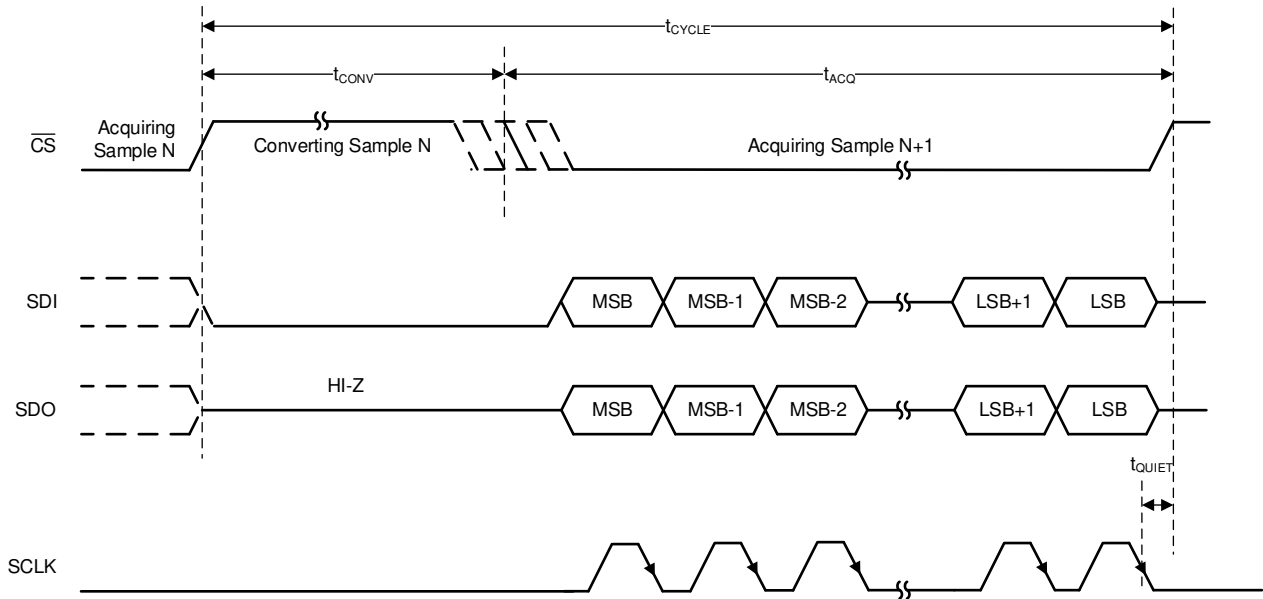 tCYCLE
tCONV
tACQ
CS
Acquiring
Sample N
Converting Sample N
Acquiring Sample N+1
SDI
MSB
MSB-1
MSB-2
LSB+1
LSB
HI-Z
SDO
MSB
MSB-1
MSB-2
LSB+1
LSB
tQUIET
SCLK